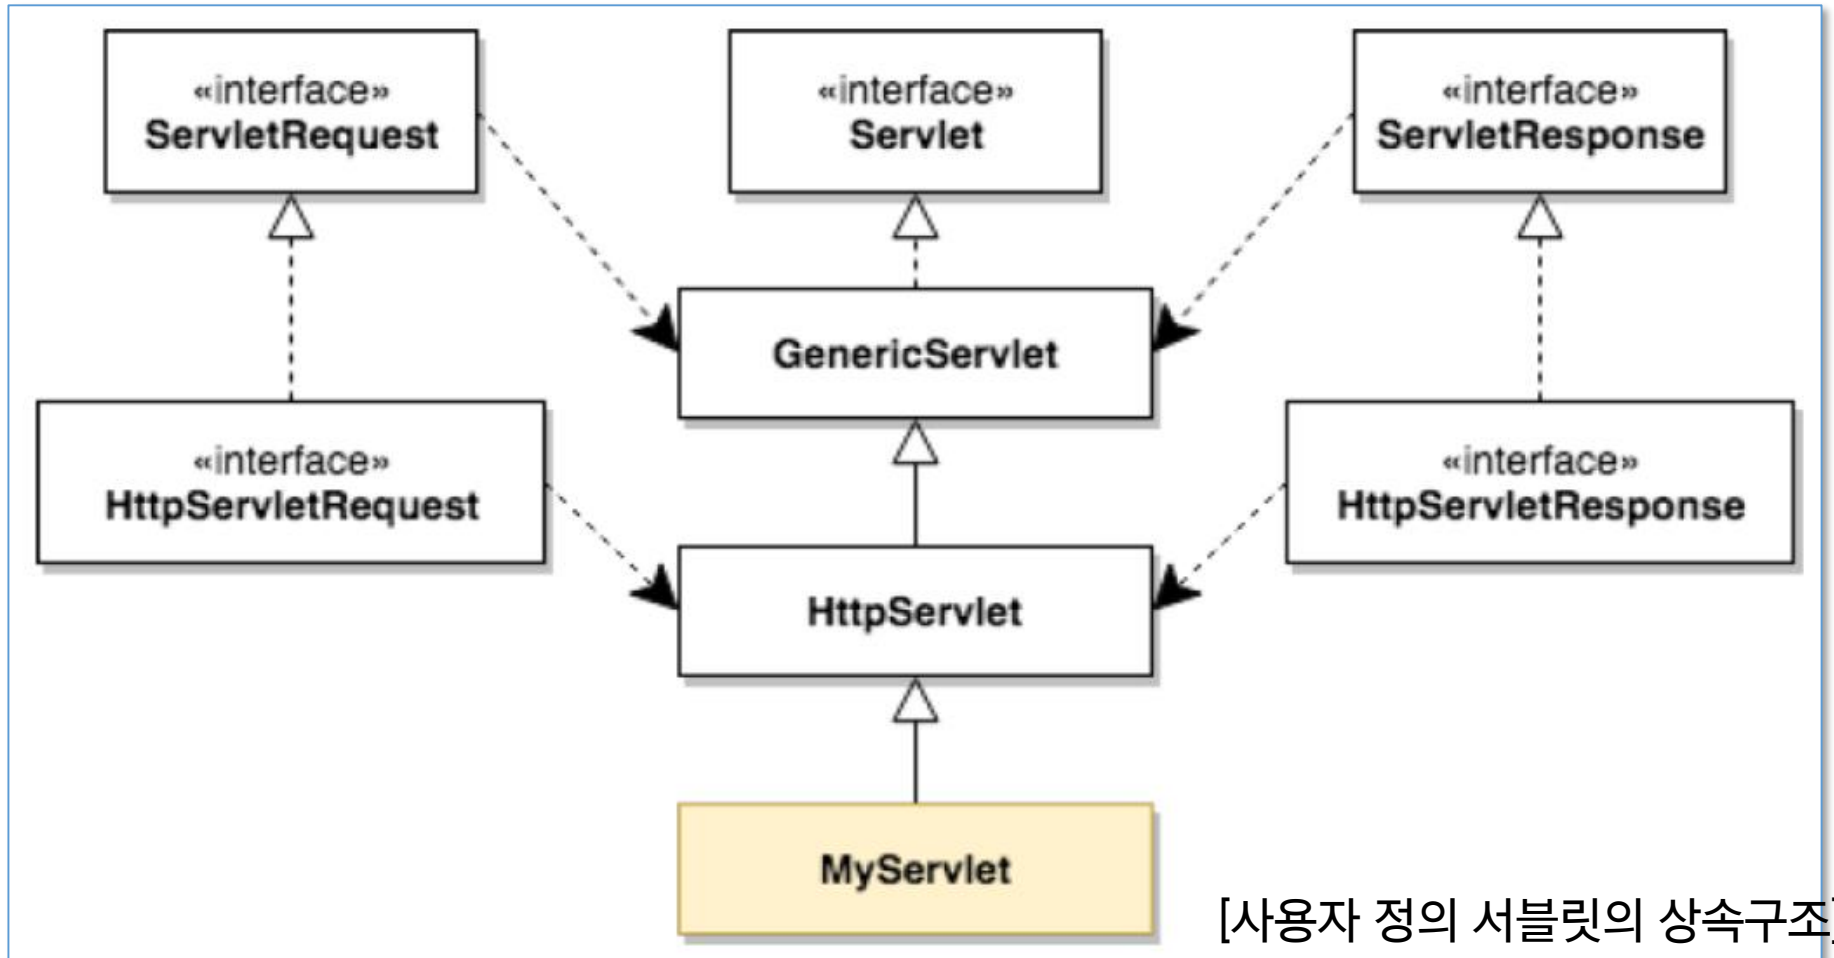 «interface»
ServletRequest
«interface»
Servlet
«interface»
ServletResponse
GenericServlet
«interface»
HttpServletRequest
«interface»
HttpServletResponse
HttpServlet
MyServlet
[사용자 정의 서블릿의 상속구조]